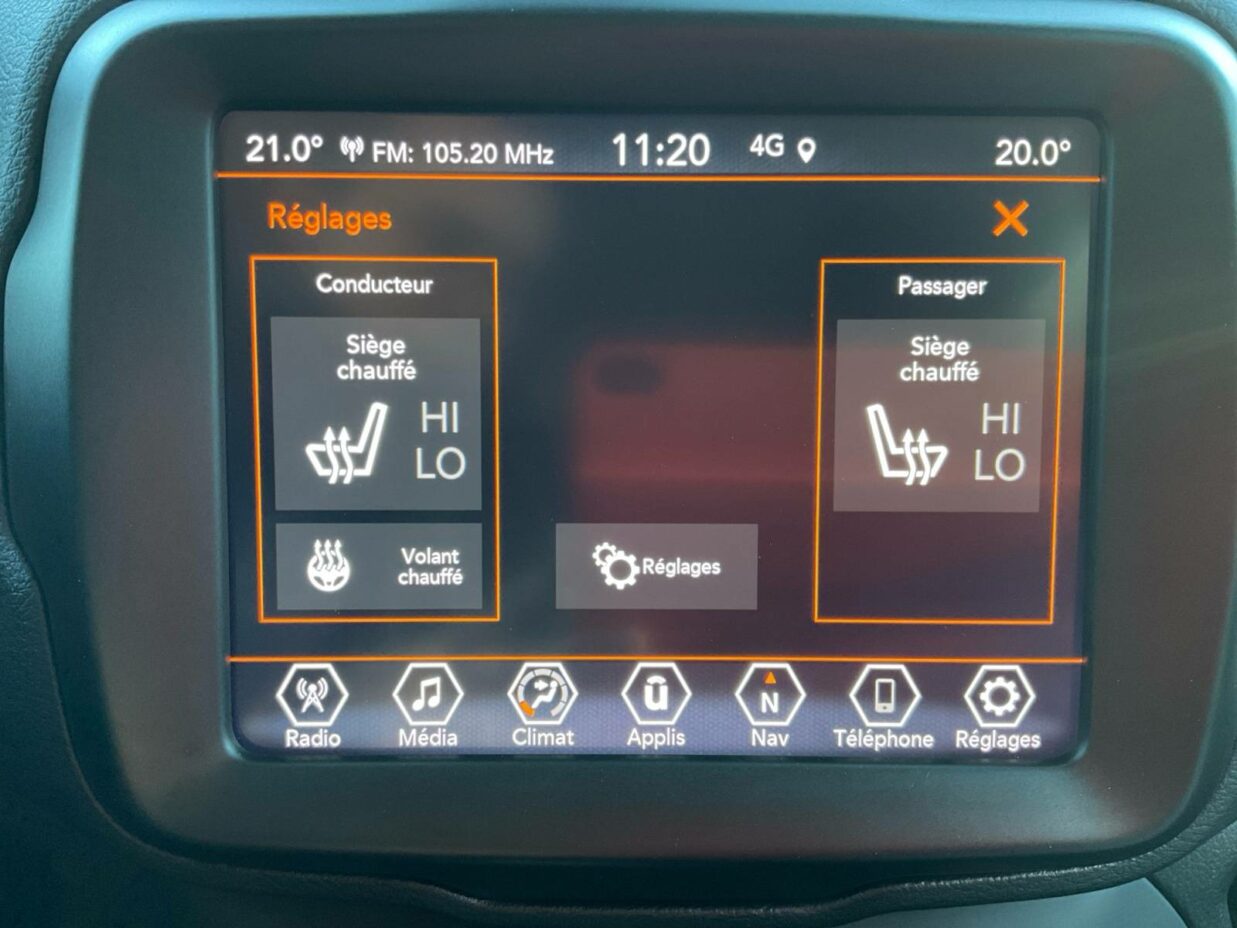 21.0° FM: 105.20 MHz 11:20 4G 20.0°
Réglages
Conducteur
Siège
chauffé
HI
LO
Volant
chauffé
Réglages
Passager
Siège
chauffé
HI
LO
Radio Média Climat Applis Nav Téléphone Réglages
û
N